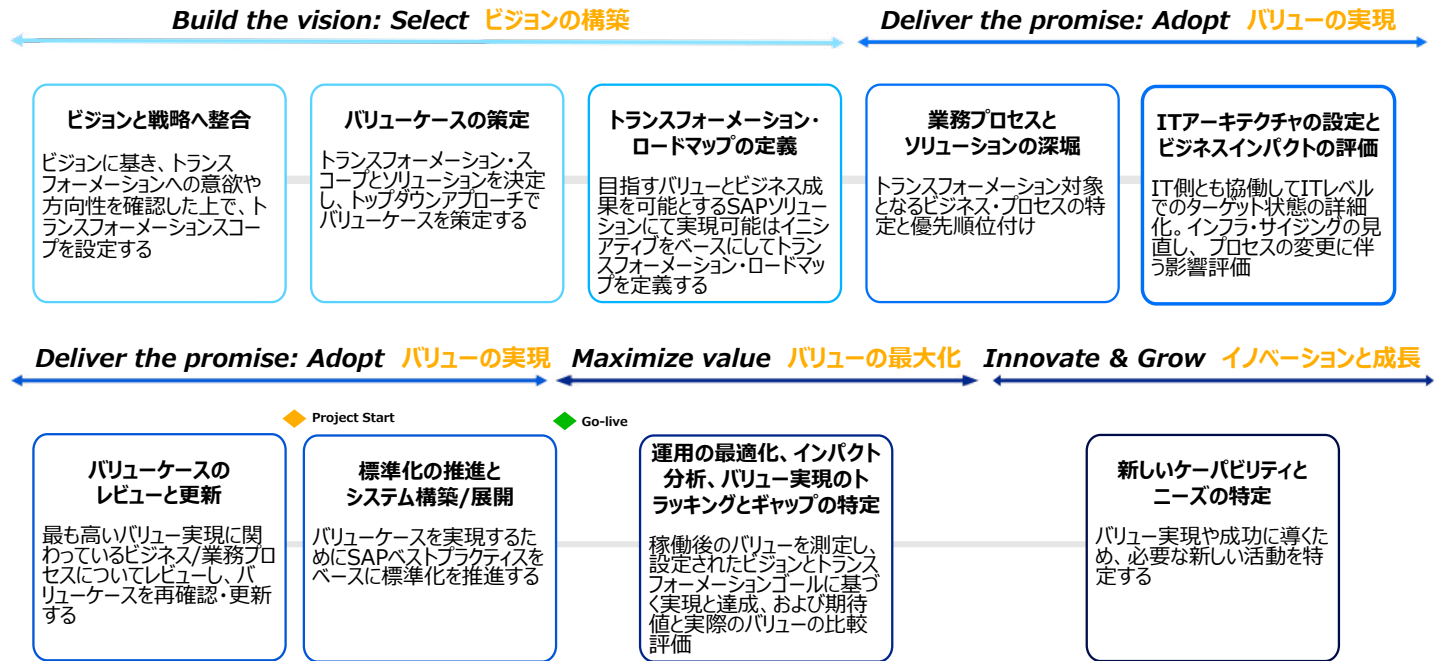 Build the vision: Select ビジョンの構築
Deliver the promise: Adopt バリューの実現
ビジョンと戦略へ整合
ビジョンに基き、トランス
フォーメーションへの意欲や
方向性を確認した上で、ト
ランスフォーメーションスコー
プを設定する
バリューケースの策定
トランスフォーメーション・ス
コープとソリューションを決定
し、トップダウンアプローチで
バリューケースを策定する
トランスフォーメーション・
ロードマップの定義
目指すバリューとビジネス成
果を可能とするSAPソリュー
ションにて実現可能はイニシ
アティブをベースにしてトラン
スフォーメーション・ロードマッ
プを定義する
業務プロセスと
ソリューションの深堀
トランスフォーメーション対象
となるビジネス・プロセスの特
定と優先順位付け
ITアーキテクチャの設定と
ビジネスインパクトの評価
IT側とも協働してITレベル
でのターゲット状態の詳細
化。インフラ・サイジングの見
直し、プロセスの変更に伴
う影響評価
Deliver the promise: Adopt バリューの実現
Maximize value バリューの最大化
Innovate & Grow イノベーションと成長
Project Start
Go-live
バリューケースの
レビューと更新
最も高いバリュー実現に関
わっているビジネス/業務プロ
セスについてレビューし、バ
リューケースを再確認・更新
する
標準化の推進と
システム構築/展開
バリューケースを実現するた
めにSAPベストプラクティスを
ベースに標準化を推進する
運用の最適化、インパクト
分析、バリュー実現のト
ラッキングとギャップの特定
稼働後のバリューを測定し、
設定されたビジョンとトランス
フォーメーションゴールに基づ
く実現と達成、および期待
値と実際のバリューの比較
評価
新しいケーパビリティと
ニーズの特定
バリュー実現や成功に導くた
め、必要な新しい活動を特
定する